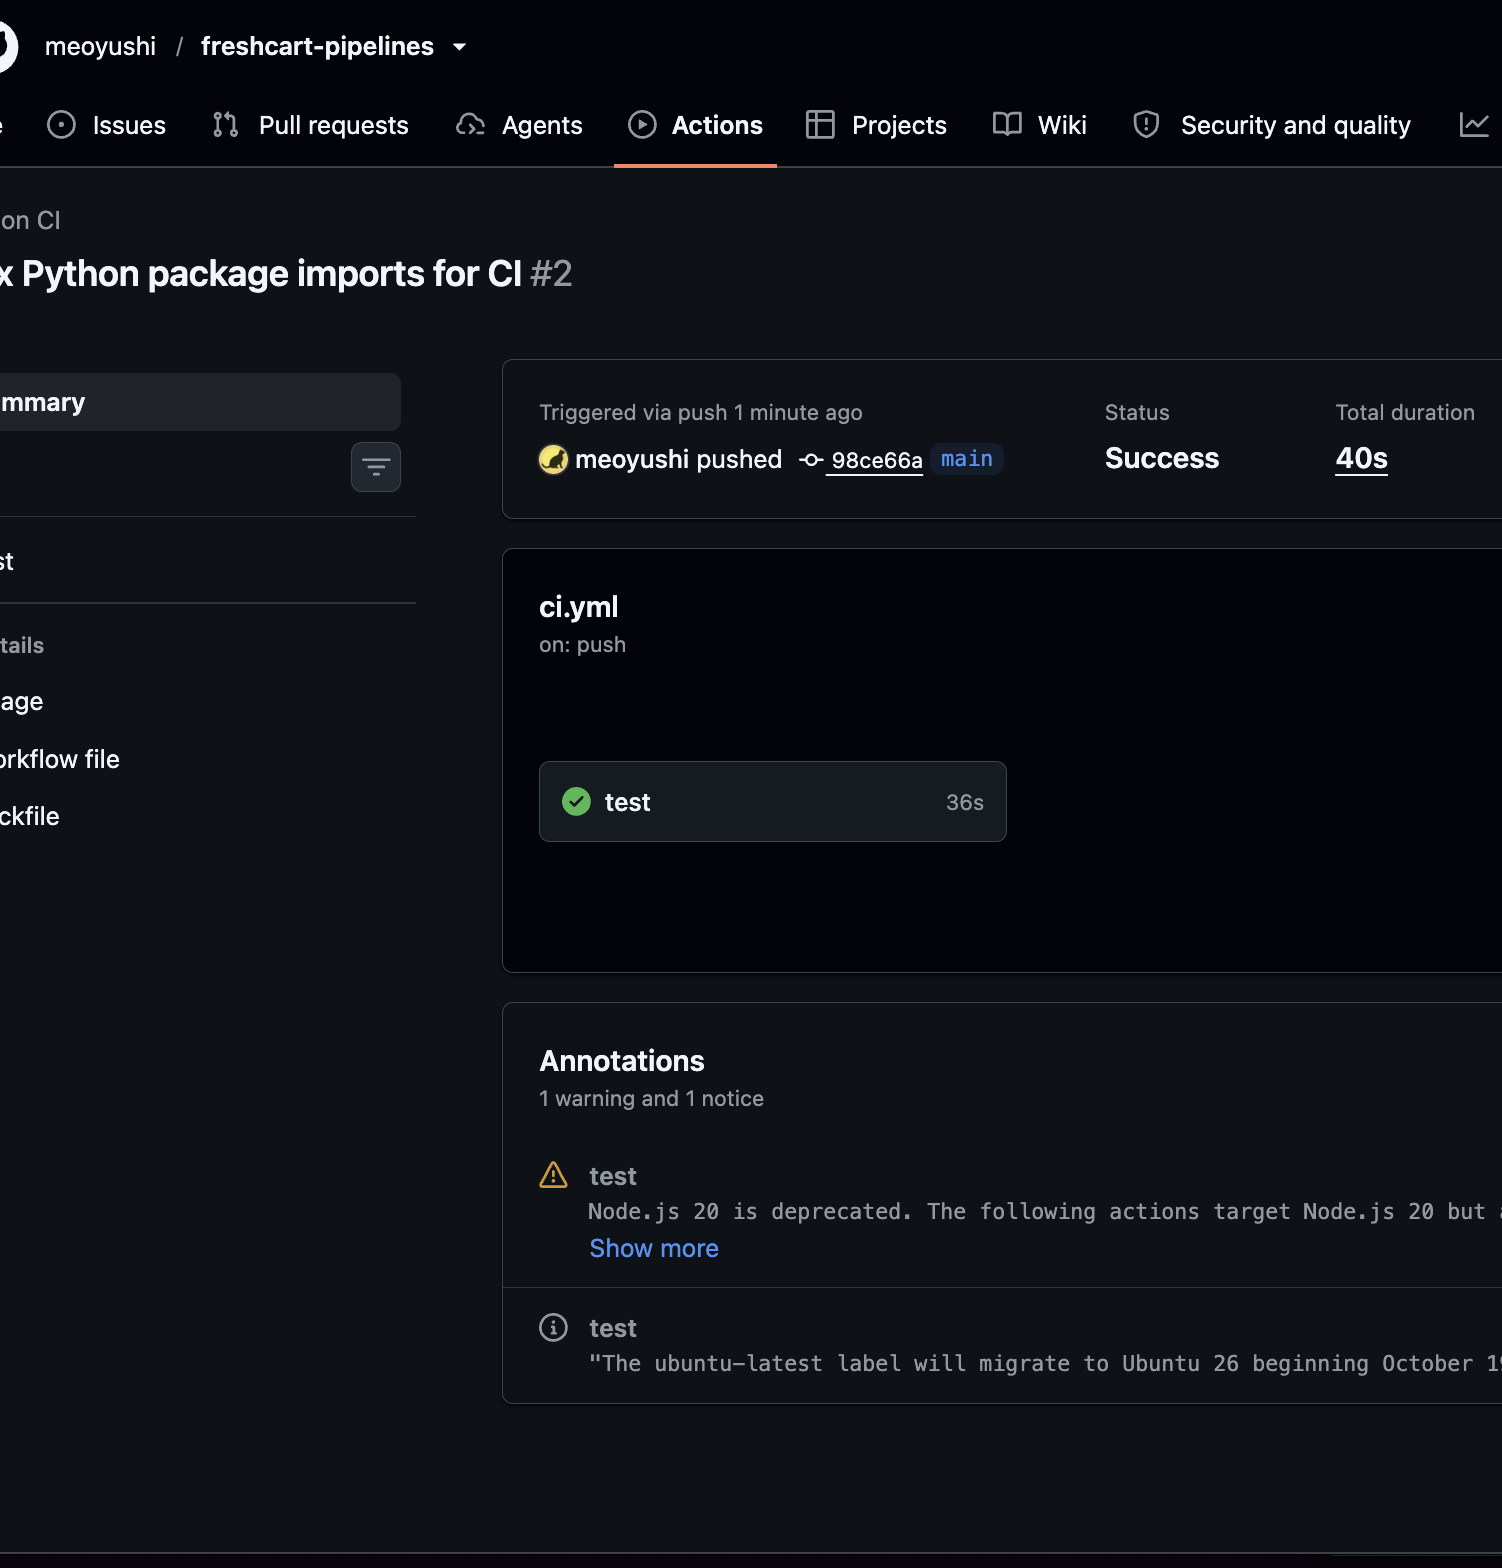 meoyushi / freshcart-pipelines
Issues Pull requests Agents Actions Projects Wiki Security and quality
on CI
x Python package imports for CI #2
mmary
Triggered via push 1 minute ago
meoyushi pushed 98ce66a main
Status
Success
Total duration
40s
st
tails
age
orkflow file
ckfile
ci.yml
on: push
test 36s
Annotations
1 warning and 1 notice
test
Node.js 20 is deprecated. The following actions target Node.js 20 but
Show more
test
"The ubuntu-latest label will migrate to Ubuntu 26 beginning October